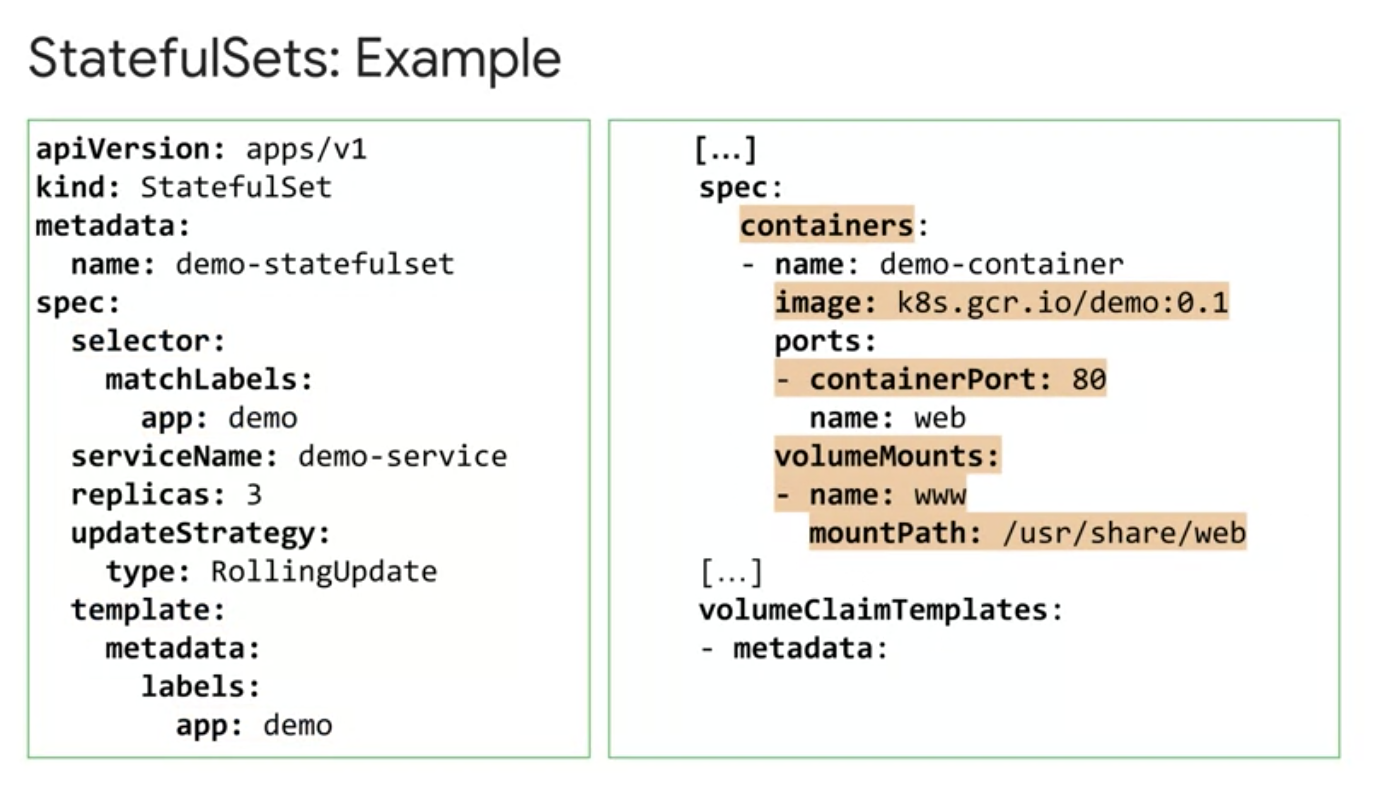 StatefulSets: Example
apiVersion: apps/v1
kind: StatefulSet
metadata:
  name: demo-statefulset
spec:
  selector:
    matchLabels:
      app: demo
  serviceName: demo-service
  replicas: 3
  updateStrategy:
    type: RollingUpdate
  template:
    metadata:
      labels:
        app: demo
[...]
spec:
  containers:
  - name: demo-container
    image: k8s.gcr.io/demo:0.1
    ports:
    - containerPort: 80
      name: web
    volumeMounts:
    - name: www
      mountPath: /usr/share/web
[...]
volumeClaimTemplates:
- metadata: